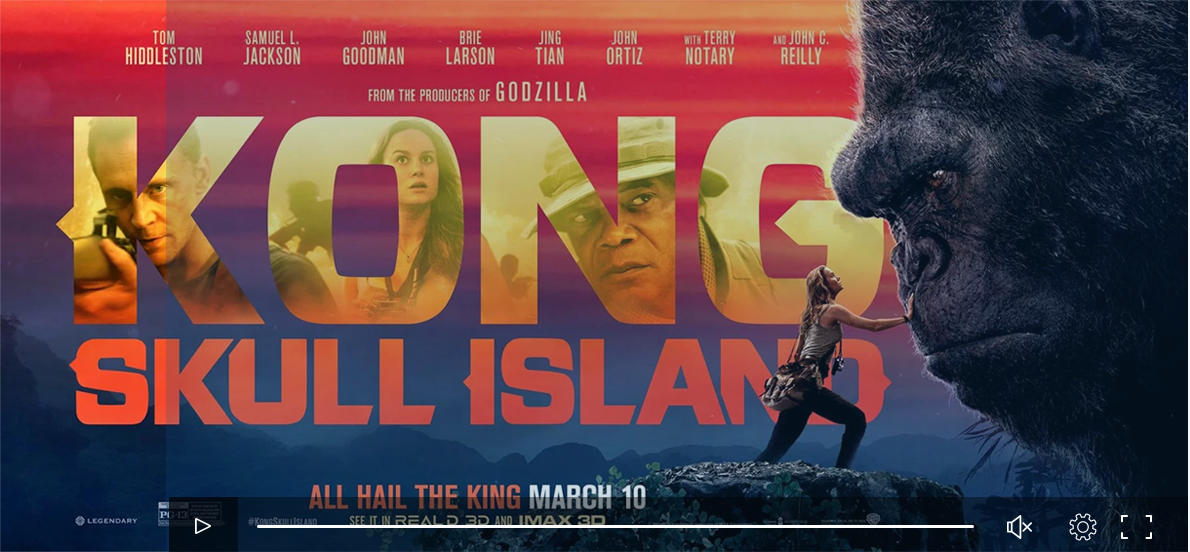 TOM HIDDLESTON
SAMUEL L. JACKSON
JOHN GOODMAN
BRIE LARSON
JING TIAN
JOHN ORTIZ
WITH TERRY NOTARY
AND JOHN C. REILLY
FROM THE PRODUCERS OF GODZILLA
KONG
SKULL ISLAND
ALL HAIL THE KING MARCH 10
LEGENDARY
PG-13
#KongSkullIsland
SEE IT IN REAL D 3D AND IMAX 3D